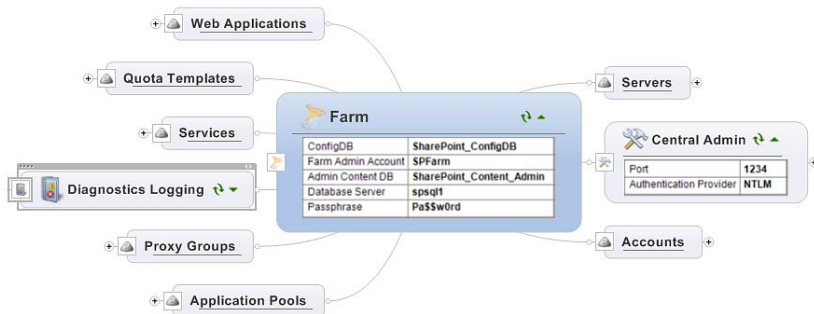 Web Applications
Quota Templates
Services
Diagnostics Logging
Proxy Groups
Application Pools
Farm
ConfigDB SharePoint_ConfigDB
Farm Admin Account SPFarm
Admin Content DB SharePoint_Content_Admin
Database Server spsql1
Passphrase Pa$$w0rd
Servers
Central Admin
Port 1234
Authentication Provider NTLM
Accounts